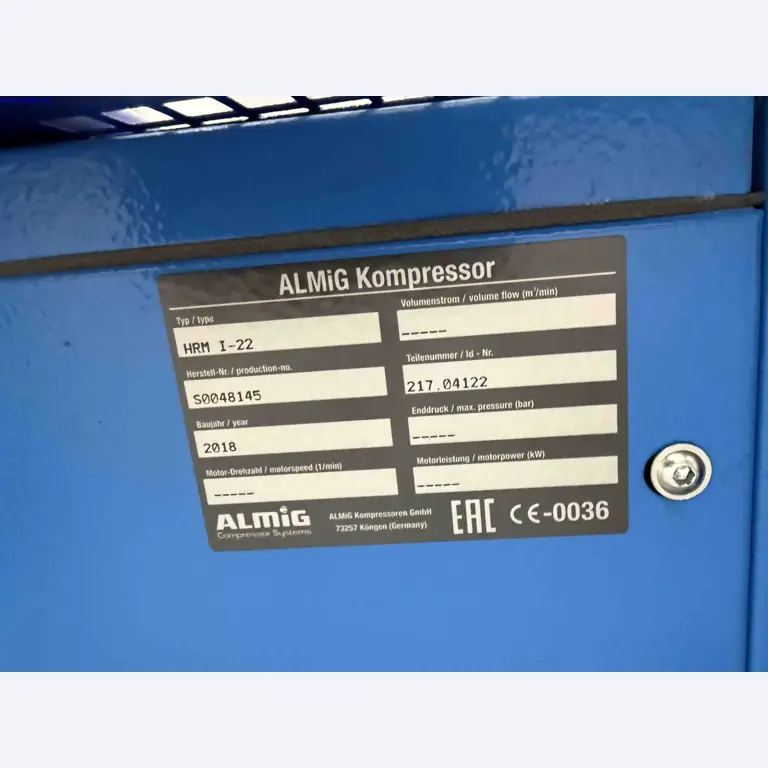 ALMiG Kompressor
Typ / type
HRM I-22
Herstell-Nr. / production-no.
S0048145
Baujahr / year
2018
Motor-Drehzahl / motorspeed (1/min)
-----
Volumenstrom / volume flow (m³/min)
-----
Teilenummer / Id - Nr.
217.04122
Enddruck / max. pressure (bar)
-----
Motorleistung / motorpower (kW)
-----
ALMiG
Compressor Systems
ALMiG Kompressoren GmbH
73257 Köngen (Germany)
EAC CE-0036